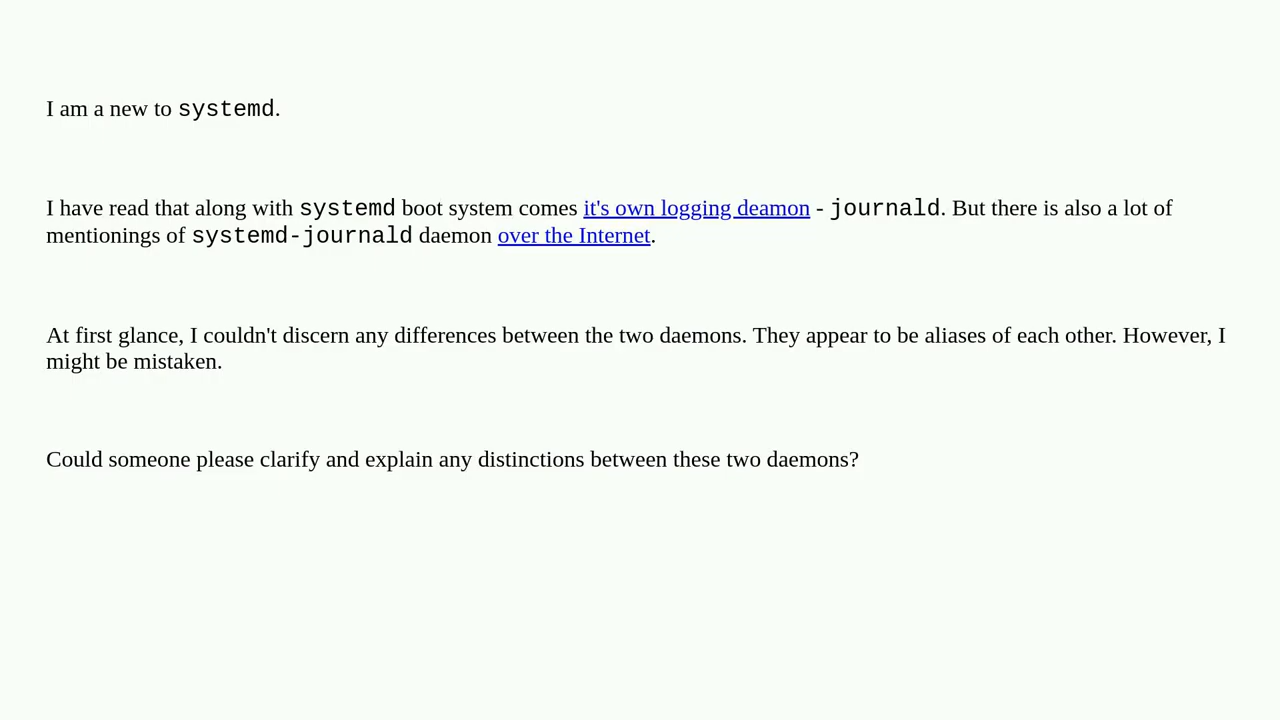 I am a new to systemd.
I have read that along with systemd boot system comes it's own logging deamon - journald. But there is also a lot of
mentionings of systemd-journald daemon over the Internet.
At first glance, I couldn't discern any differences between the two daemons. They appear to be aliases of each other. However, I
might be mistaken.
Could someone please clarify and explain any distinctions between these two daemons?